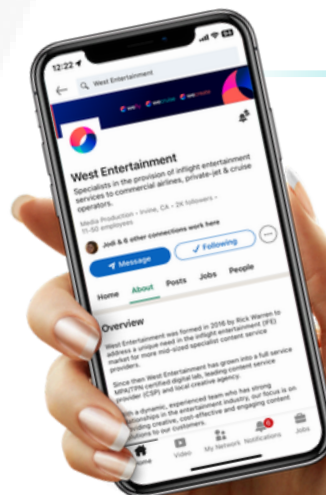 12:22
West Entertainment
West Entertainment
Specialists in the provision of inflight entertainment
services to commercial airlines, private-jet & cruise
operators.
Media Production • Irvine, CA • 2K followers •
11-50 employees
Jodi & 6 other connections work here
Message
Following
Home About Posts Jobs People
Overview
West Entertainment was formed in 2016 by Rick Warren to
address a unique need in the inflight entertainment (IFE)
market for more mid-sized specialist content service
providers.
Since then West Entertainment has grown into a full service
MPA/TPN certified digital lab, leading content service
provider (CSP) and local creative agency.
With a dynamic, experienced team who has strong
relationships in the entertainment industry, our focus is on
providing creative, cost-effective and engaging content
solutions to our customers.
6
Home Video My Network Notifications Jobs